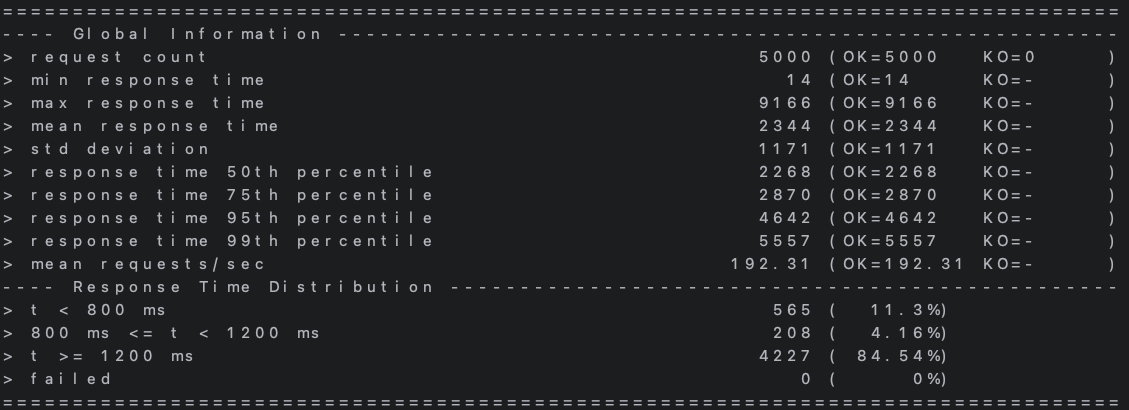 ================================================================================
---- Global Information --------------------------------------------------------
> request count                                       5000 (OK=5000   KO=0     )
> min response time                                     14 (OK=14     KO=-     )
> max response time                                   9166 (OK=9166   KO=-     )
> mean response time                                  2344 (OK=2344   KO=-     )
> std deviation                                       1171 (OK=1171   KO=-     )
> response time 50th percentile                       2268 (OK=2268   KO=-     )
> response time 75th percentile                       2870 (OK=2870   KO=-     )
> response time 95th percentile                       4642 (OK=4642   KO=-     )
> response time 99th percentile                       5557 (OK=5557   KO=-     )
> mean requests/sec                                 192.31 (OK=192.31 KO=-     )
---- Response Time Distribution ------------------------------------------------
> t < 800 ms                                           565 (  11.3%)
> 800 ms <= t < 1200 ms                                208 (  4.16%)
> t >= 1200 ms                                        4227 ( 84.54%)
> failed                                                 0 (     0%)
================================================================================